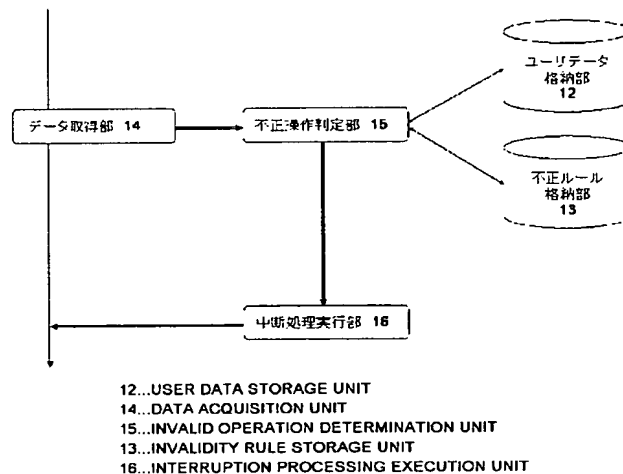 ユーザデータ
格納部
12
データ取得部 14
不正操作判定部 15
不正ルール
格納部
13
中断処理実行部 16
12...USER DATA STORAGE UNIT
14...DATA ACQUISITION UNIT
15...INVALID OPERATION DETERMINATION UNIT
13...INVALIDITY RULE STORAGE UNIT
16...INTERRUPTION PROCESSING EXECUTION UNIT